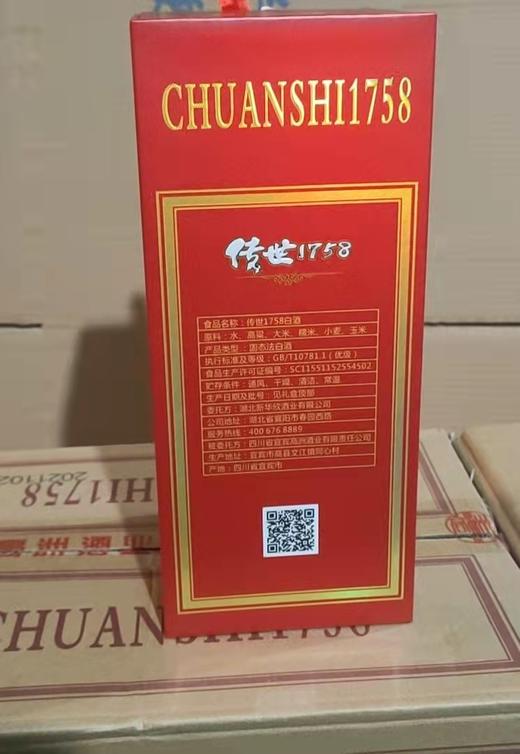 CHUANSHI1758
传世1758
食品名称：传世1758白酒
原料：水、高粱、大米、糯米、小麦、玉米
产品类型：固态法白酒
执行标准及等级：GB/T10781.1（优级）
食品生产许可证编号：SC11551152554502
贮存条件：通风、干燥、清洁、常温
生产日期及批号：见礼盒顶部
委托方：湖北新华欣酒业有限公司
公司地址：湖北省襄阳市春园西路
服务热线：400 676 8889
被委托方：四川省宜宾高洲酒业有限责任公司
生产地址：宜宾市高县文江镇同心村
产地：四川省宜宾市
HI1758
2021102
CHUANSHI1758